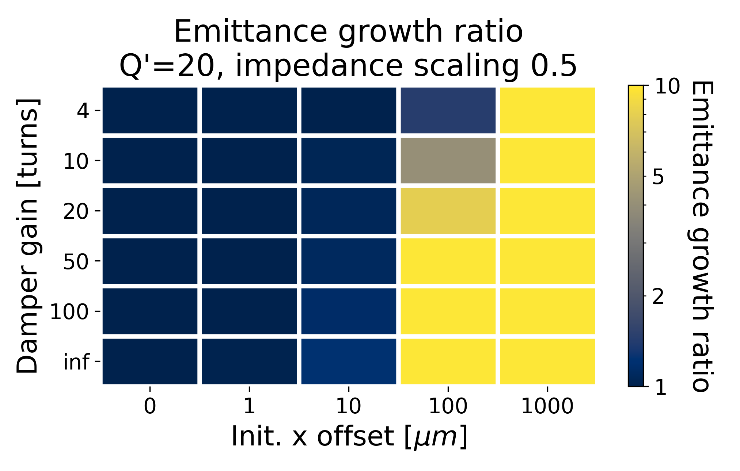 Emittance growth ratio
Q'=20, impedance scaling 0.5
Damper gain [turns]
4
10
20
50
100
inf
0 1 10 100 1000
Init. x offset [μm]
10
5
2
1
Emittance growth ratio